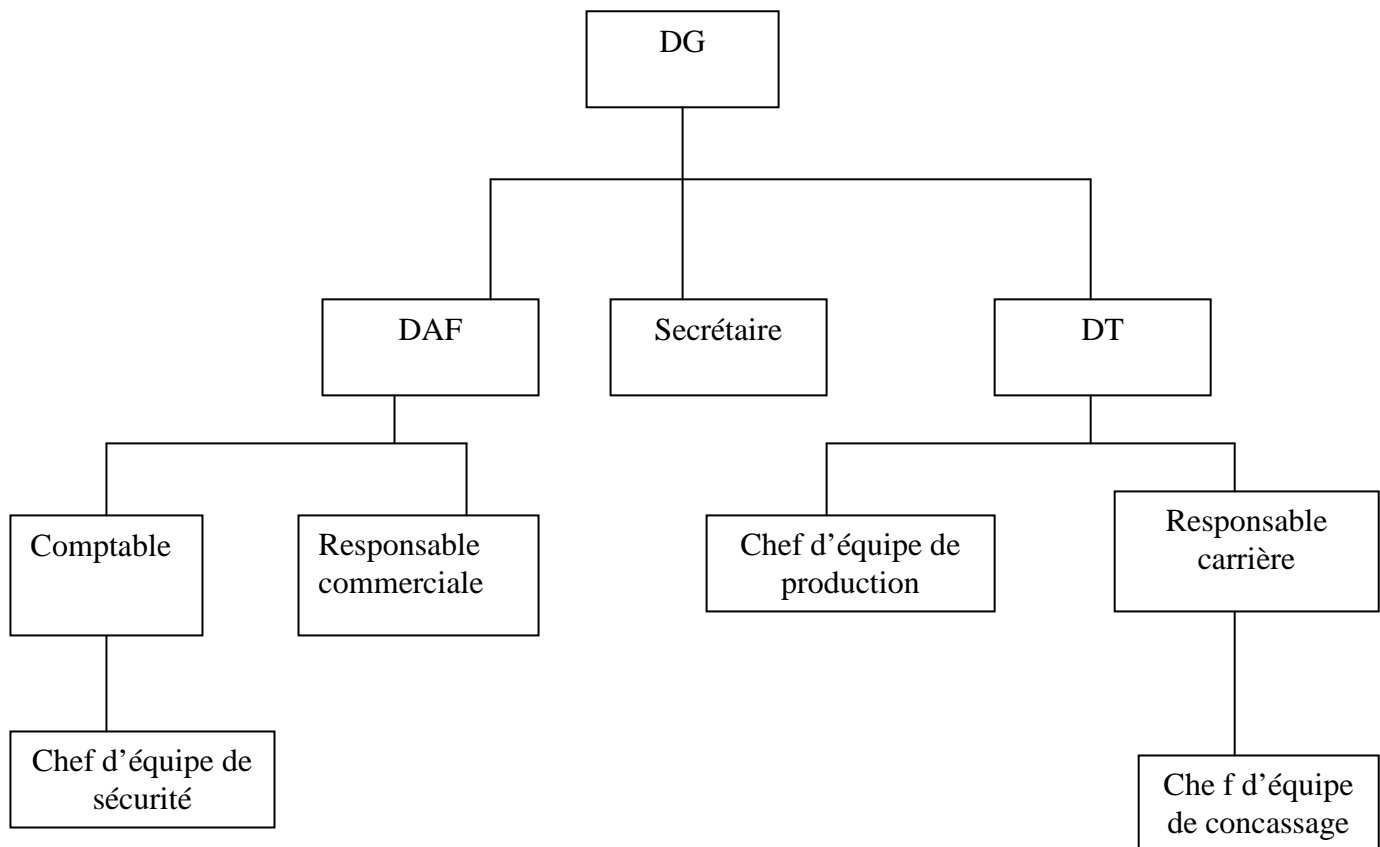 DG
DAF
Secrétaire
DT
Comptable
Responsable
commerciale
Chef d’équipe de
production
Responsable
carrière
Chef d’équipe de
sécurité
Che f d’équipe
de concassage